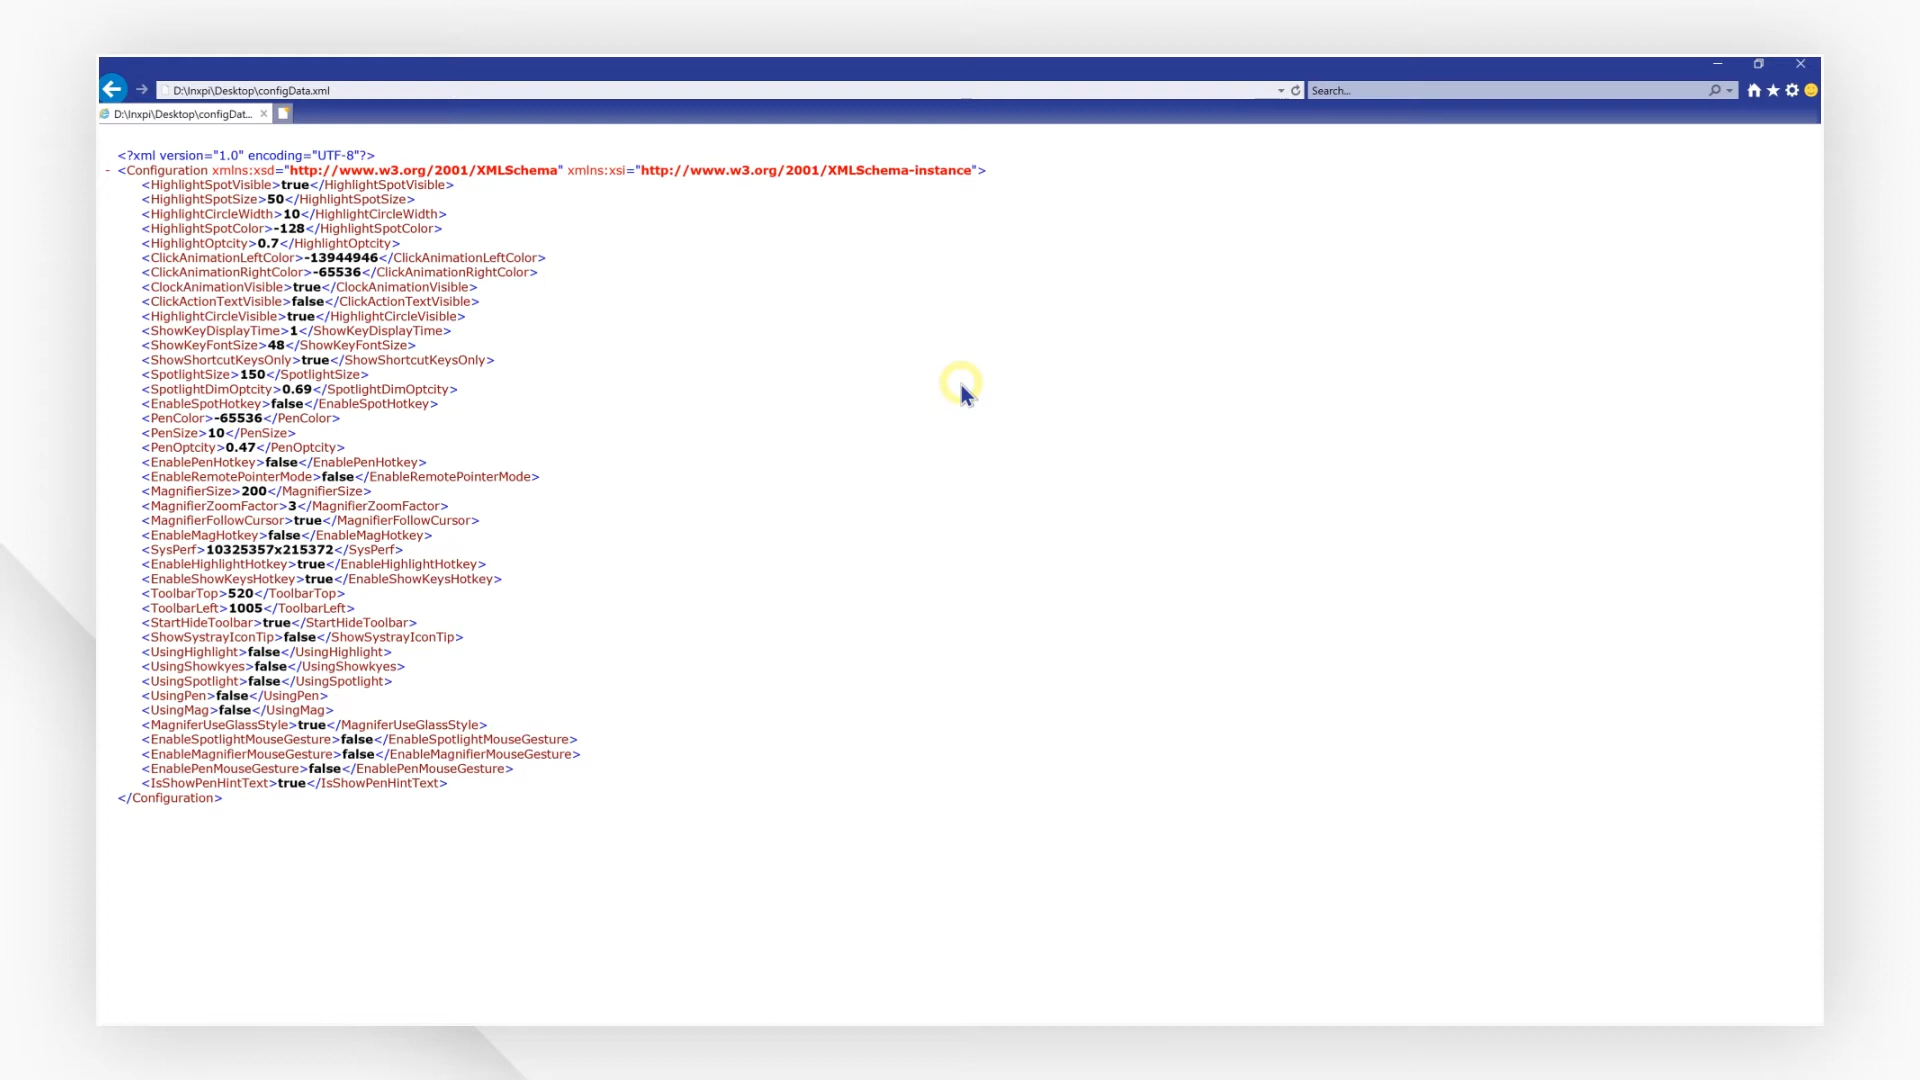 D:\Inxpi\Desktop\configData.xml
Search...
D:\Inxpi\Desktop\configDat...
<?xml version="1.0" encoding="UTF-8"?>
- <Configuration xmlns:xsd="http://www.w3.org/2001/XMLSchema" xmlns:xsi="http://www.w3.org/2001/XMLSchema-instance">
<HighlightSpotVisible>true</HighlightSpotVisible>
<HighlightSpotSize>50</HighlightSpotSize>
<HighlightCircleWidth>10</HighlightCircleWidth>
<HighlightSpotColor>-128</HighlightSpotColor>
<HighlightOptcity>0.7</HighlightOptcity>
<ClickAnimationLeftColor>-13944946</ClickAnimationLeftColor>
<ClickAnimationRightColor>-65536</ClickAnimationRightColor>
<ClockAnimationVisible>true</ClockAnimationVisible>
<ClickActionTextVisible>false</ClickActionTextVisible>
<HighlightCircleVisible>true</HighlightCircleVisible>
<ShowKeyDisplayTime>1</ShowKeyDisplayTime>
<ShowKeyFontSize>48</ShowKeyFontSize>
<ShowShortcutKeysOnly>true</ShowShortcutKeysOnly>
<SpotlightSize>150</SpotlightSize>
<SpotlightDimOptcity>0.69</SpotlightDimOptcity>
<EnableSpotHotkey>false</EnableSpotHotkey>
<PenColor>-65536</PenColor>
<PenSize>10</PenSize>
<PenOptcity>0.47</PenOptcity>
<EnablePenHotkey>false</EnablePenHotkey>
<EnableRemotePointerMode>false</EnableRemotePointerMode>
<MagnifierSize>200</MagnifierSize>
<MagnifierZoomFactor>3</MagnifierZoomFactor>
<MagnifierFollowCursor>true</MagnifierFollowCursor>
<EnableMagHotkey>false</EnableMagHotkey>
<SysPerf>10325357x215372</SysPerf>
<EnableHighlightHotkey>true</EnableHighlightHotkey>
<EnableShowKeysHotkey>true</EnableShowKeysHotkey>
<ToolbarTop>520</ToolbarTop>
<ToolbarLeft>1005</ToolbarLeft>
<StartHideToolbar>true</StartHideToolbar>
<ShowSystrayIconTip>false</ShowSystrayIconTip>
<UsingHighlight>false</UsingHighlight>
<UsingShowkyes>false</UsingShowkyes>
<UsingSpotlight>false</UsingSpotlight>
<UsingPen>false</UsingPen>
<UsingMag>false</UsingMag>
<MagniferUseGlassStyle>true</MagniferUseGlassStyle>
<EnableSpotlightMouseGesture>false</EnableSpotlightMouseGesture>
<EnableMagnifierMouseGesture>false</EnableMagnifierMouseGesture>
<EnablePenMouseGesture>false</EnablePenMouseGesture>
<IsShowPenHintText>true</IsShowPenHintText>
</Configuration>